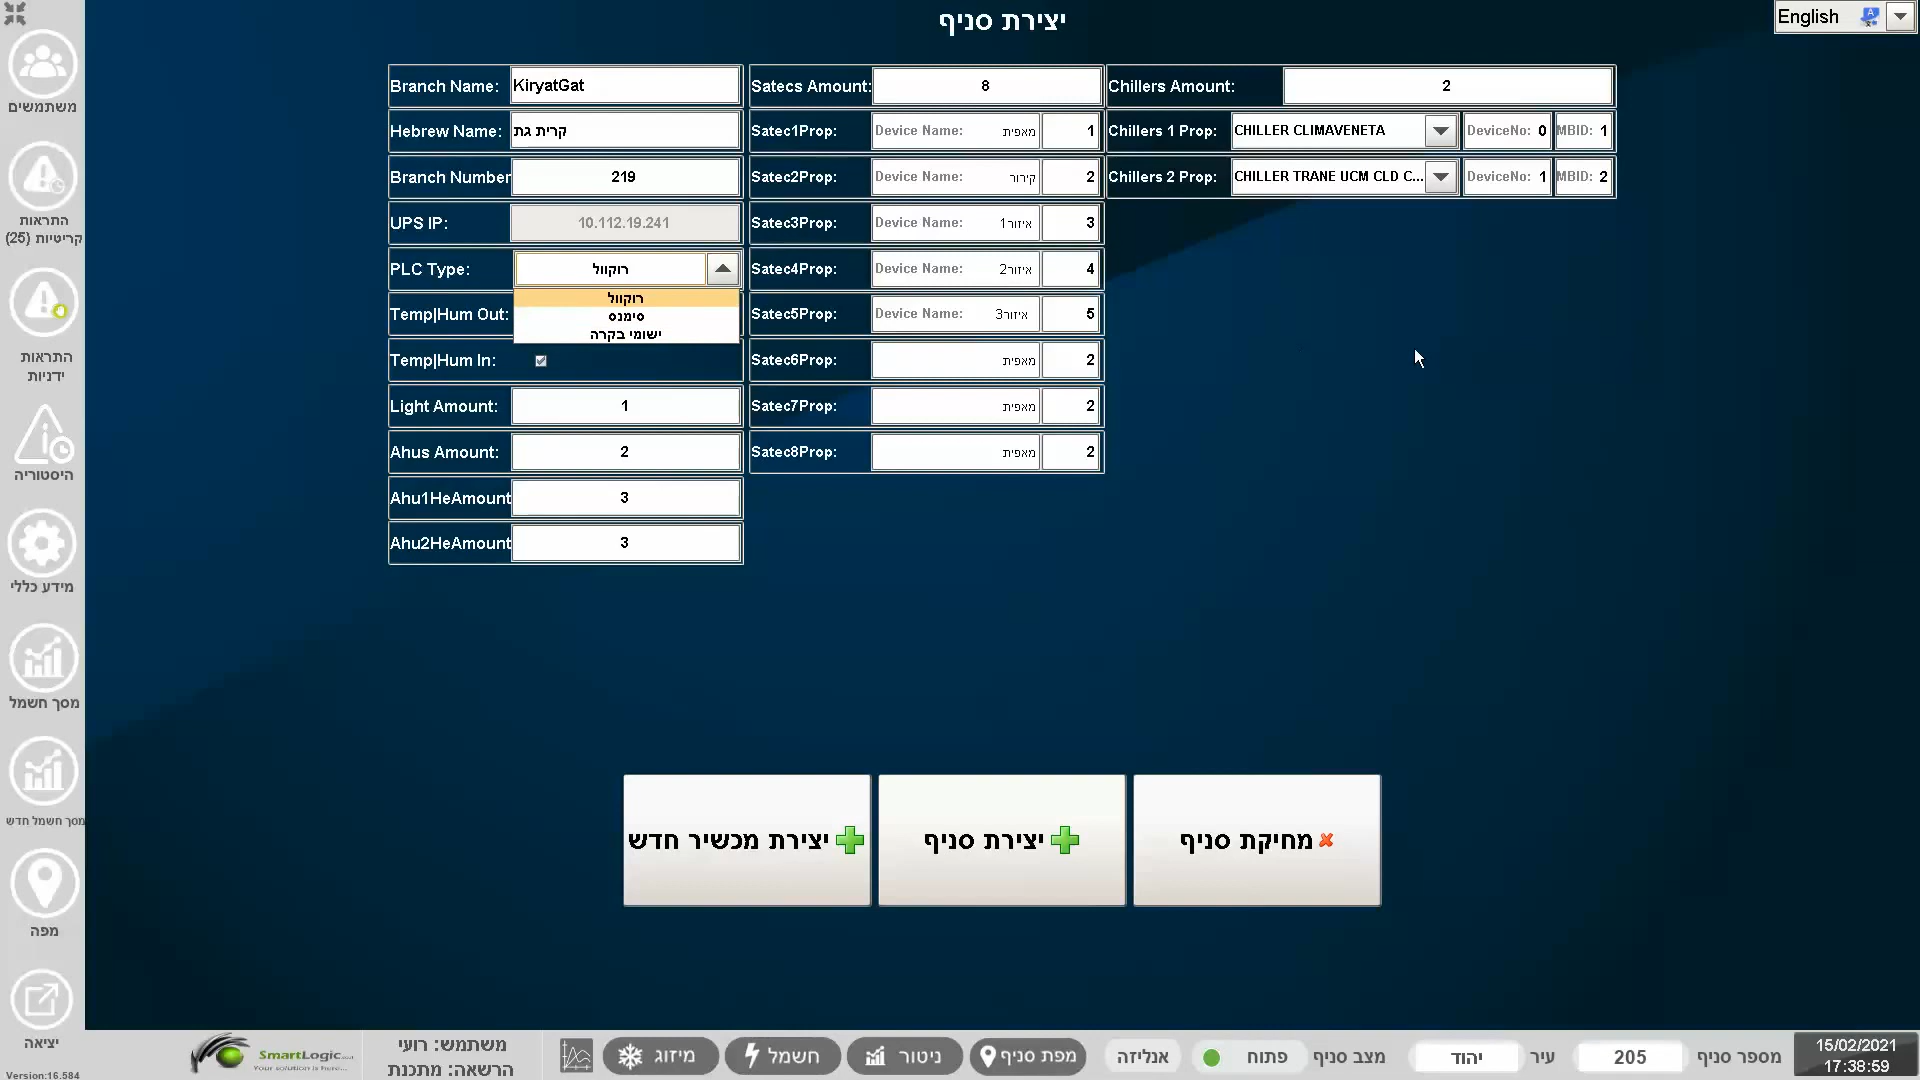 יצירת סניף
English
משתמשים
התראות
קריטיות (25)
התראות
ידניות
היסטוריה
מידע כללי
מסך חשמל
מסך חשמל חדש
מפה
יציאה
Version:16.584
Branch Name: KiryatGat
Hebrew Name: קרית גת
Branch Number 219
UPS IP: 10.112.19.241
PLC Type: רוקוול
רוקוול
סימנס
ישומי בקרה
Temp|Hum Out:
Temp|Hum In:
Light Amount: 1
Ahus Amount: 2
Ahu1HeAmount 3
Ahu2HeAmount 3
Satecs Amount: 8
Satec1Prop: Device Name: מאפית 1
Satec2Prop: Device Name: קירור 2
Satec3Prop: Device Name: איזור1 3
Satec4Prop: Device Name: איזור2 4
Satec5Prop: Device Name: איזור3 5
Satec6Prop: מאפית 2
Satec7Prop: מאפית 2
Satec8Prop: מאפית 2
Chillers Amount: 2
Chillers 1 Prop: CHILLER CLIMAVENETA DeviceNo: 0 MBID: 1
Chillers 2 Prop: CHILLER TRANE UCM CLD C... DeviceNo: 1 MBID: 2
יצירת מכשיר חדש
יצירת סניף
מחיקת סניף
SmartLogic
Your solution is here...
משתמש: רועי
הרשאה: מתכנת
מיזוג
חשמל
ניטור
מפת סניף
אנליזה
מצב סניף פתוח
עיר יהוד
מספר סניף 205
15/02/2021
17:38:59